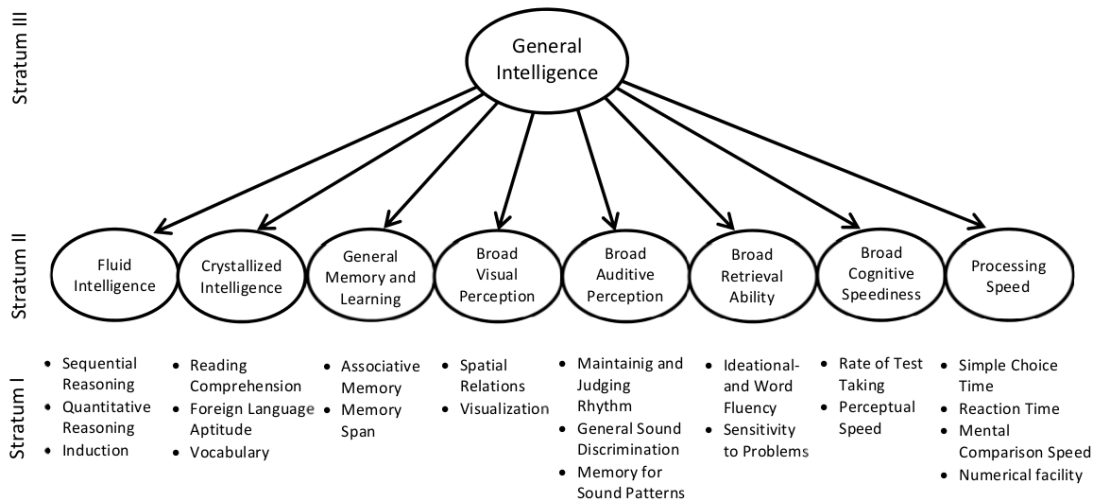 Stratum III
General
Intelligence
Stratum II
Fluid
Intelligence
Crystallized
Intelligence
General
Memory and
Learning
Broad
Visual
Perception
Broad
Auditive
Perception
Broad
Retrieval
Ability
Broad
Cognitive
Speediness
Processing
Speed
Stratum I
• Sequential
Reasoning
• Quantitative
Reasoning
• Induction
• Reading
Comprehension
• Foreign Language
Aptitude
• Vocabulary
• Associative
Memory
• Memory
Span
• Spatial
Relations
• Visualization
• Maintainig and
Judging
Rhythm
• General Sound
Discrimination
• Memory for
Sound Patterns
• Ideational-
and Word
Fluency
• Sensitivity
to Problems
• Rate of Test
Taking
• Perceptual
Speed
• Simple Choice
Time
• Reaction Time
• Mental
Comparison Speed
• Numerical facility